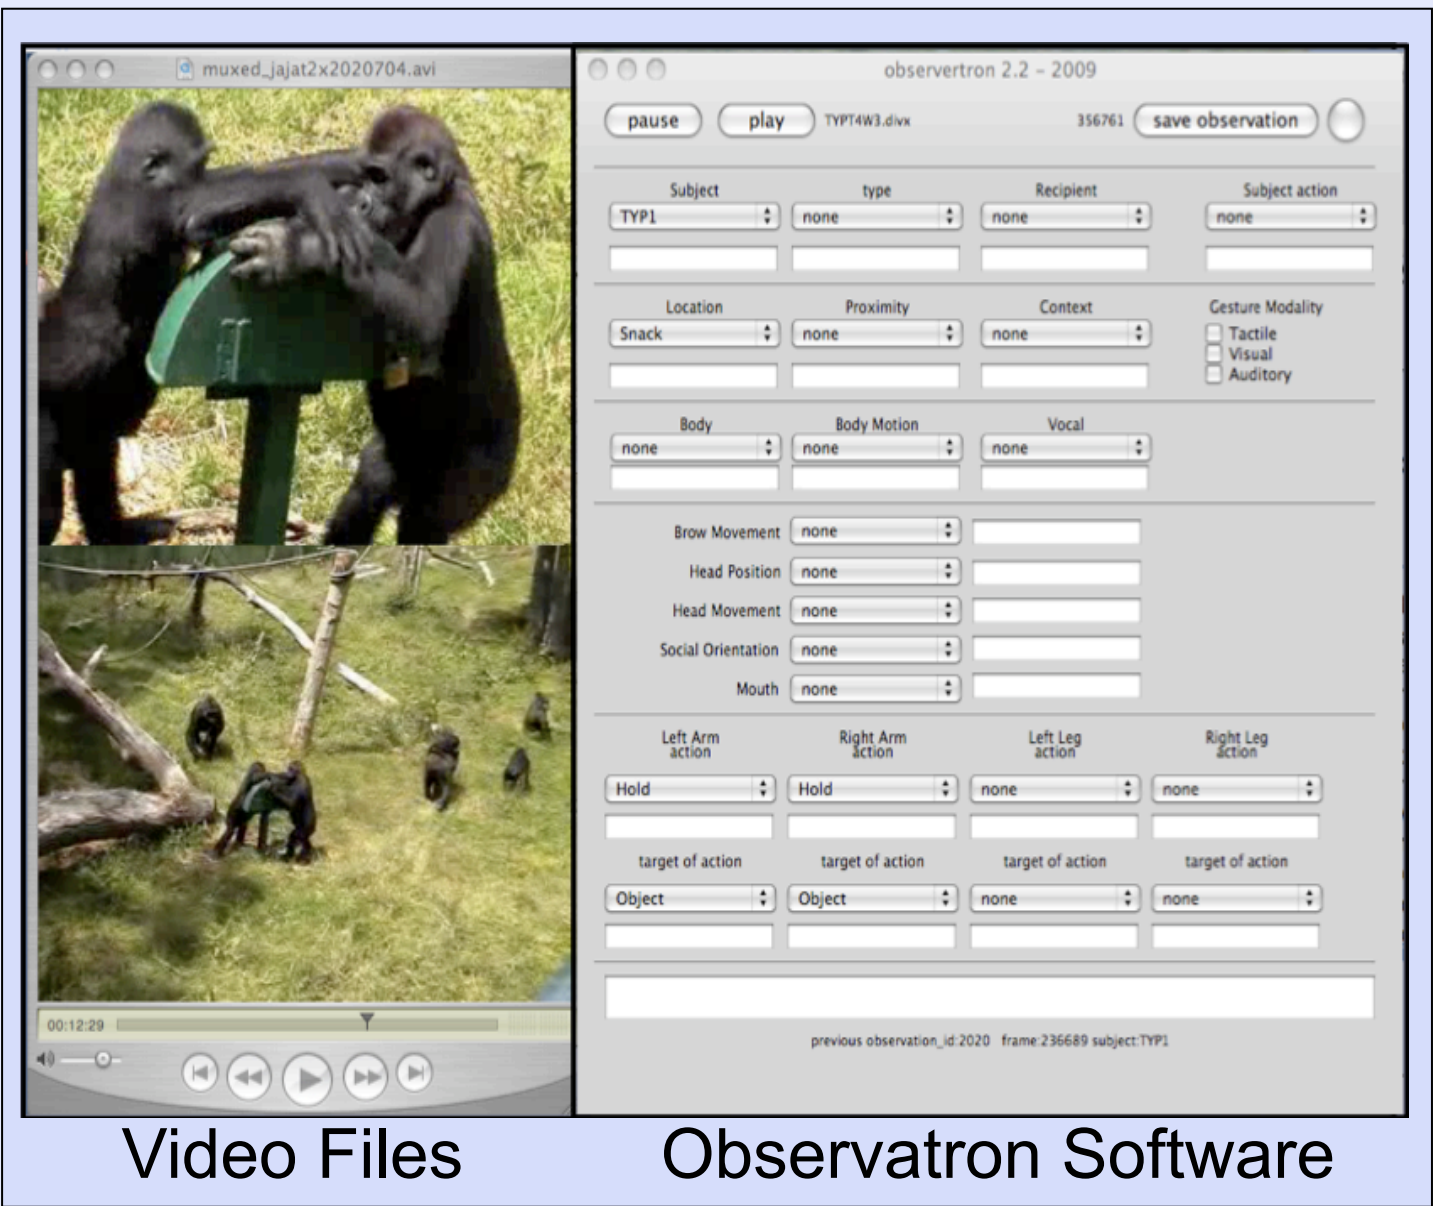 muxed_jajat2x2020704.avi
observertron 2.2 - 2009
pause play TYPT4W3.divx 356761 save observation
Subject type Recipient Subject action
TYP1 none none none
Location Proximity Context Gesture Modality
Snack none none
Tactile
Visual
Auditory
Body Body Motion Vocal
none none none
Brow Movement none
Head Position none
Head Movement none
Social Orientation none
Mouth none
Left Arm action Right Arm action Left Leg action Right Leg action
Hold Hold none none
target of action target of action target of action target of action
Object Object none none
previous observation_id:2020 frame:236689 subject:TYP1
00:12:29
Video Files
Observatron Software